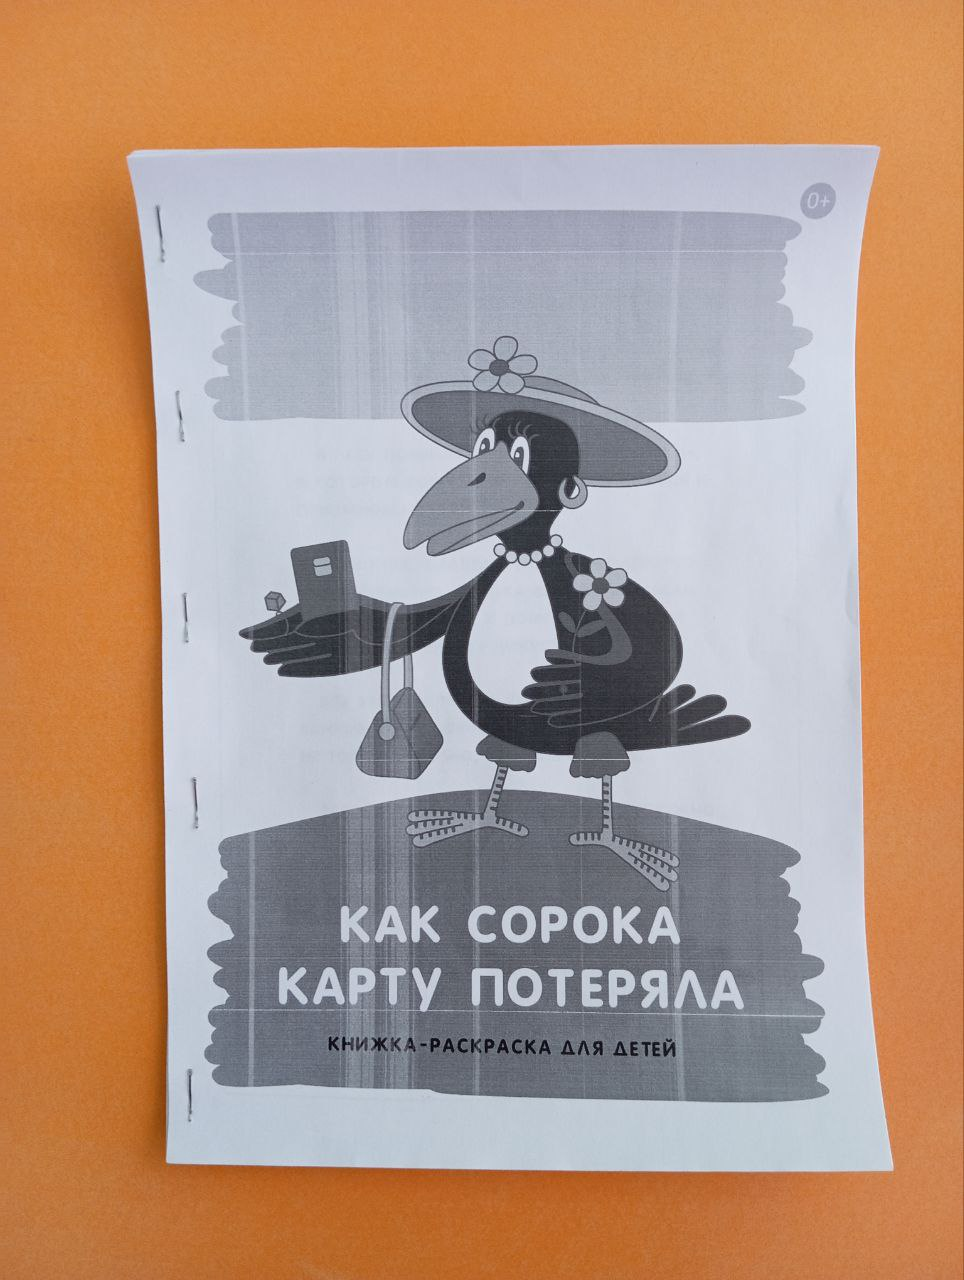 0+
КАК СОРОКА
КАРТУ ПОТЕРЯЛА
КНИЖКА-РАСКРАСКА ДЛЯ ДЕТЕЙ